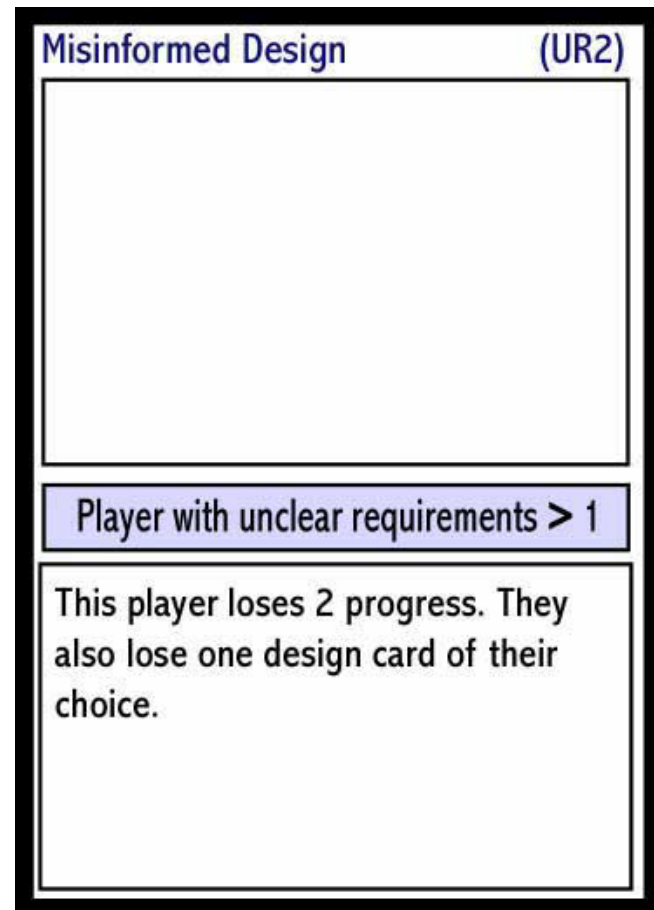 Misinformed Design (UR2)
Player with unclear requirements > 1
This player loses 2 progress. They
also lose one design card of their
choice.